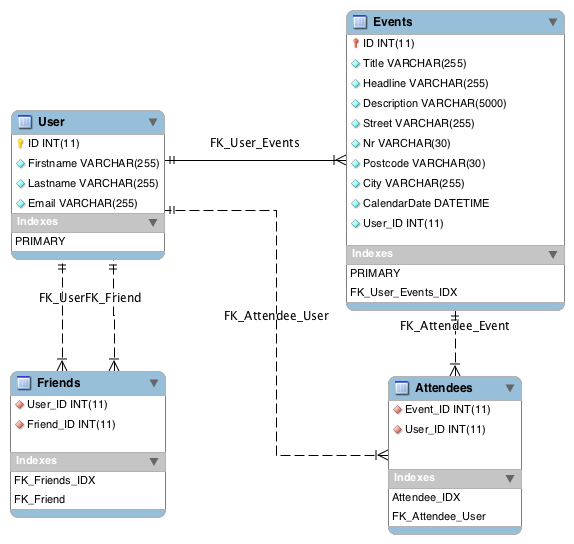 Events
ID INT(11)
Title VARCHAR(255)
Headline VARCHAR(255)
Description VARCHAR(5000)
Street VARCHAR(255)
Nr VARCHAR(30)
Postcode VARCHAR(30)
City VARCHAR(255)
CalendarDate DATETIME
User_ID INT(11)
Indexes
PRIMARY
FK_User_Events_IDX
User
ID INT(11)
Firstname VARCHAR(255)
Lastname VARCHAR(255)
Email VARCHAR(255)
Indexes
PRIMARY
FK_User_Events
FK_User
FK_Friend
FK_Attendee_User
FK_Attendee_Event
Friends
User_ID INT(11)
Friend_ID INT(11)
Indexes
FK_Friends_IDX
FK_Friend
Attendees
Event_ID INT(11)
User_ID INT(11)
Indexes
Attendee_IDX
FK_Attendee_User